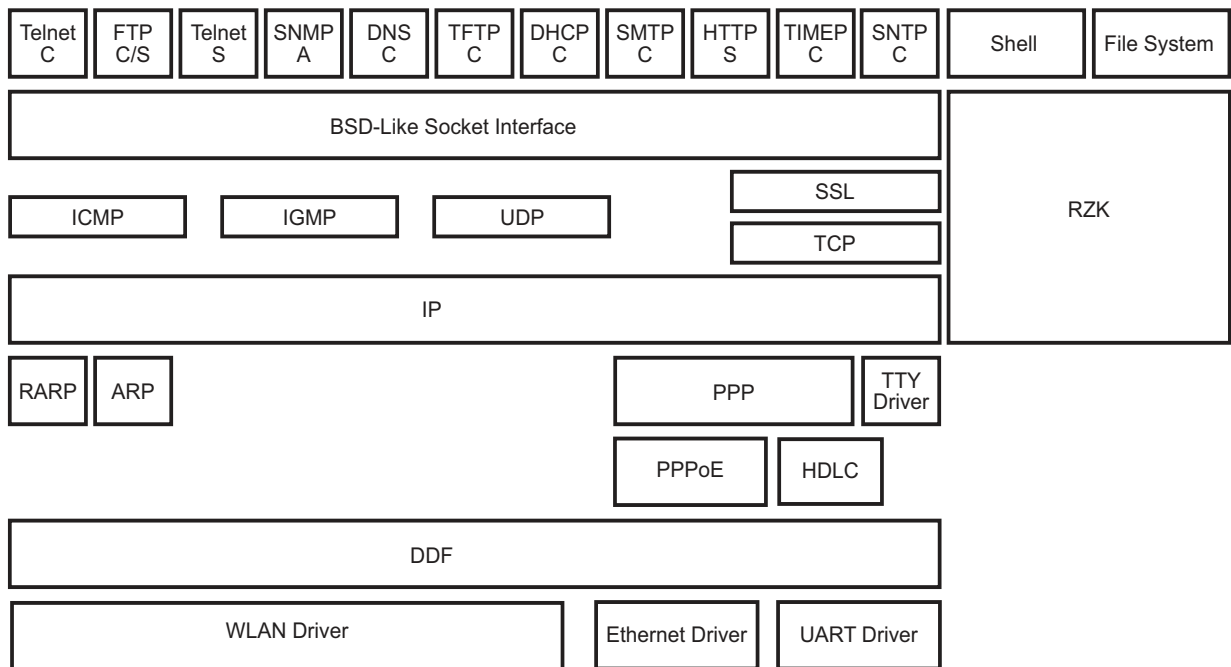 Telnet
C
FTP
C/S
Telnet
S
SNMP
A
DNS
C
TFTP
C
DHCP
C
SMTP
C
HTTP
S
TIMEP
C
SNTP
C
Shell
File System
BSD-Like Socket Interface
RZK
ICMP
IGMP
UDP
SSL
TCP
IP
RARP
ARP
PPP
TTY
Driver
PPPoE
HDLC
DDF
WLAN Driver
Ethernet Driver
UART Driver